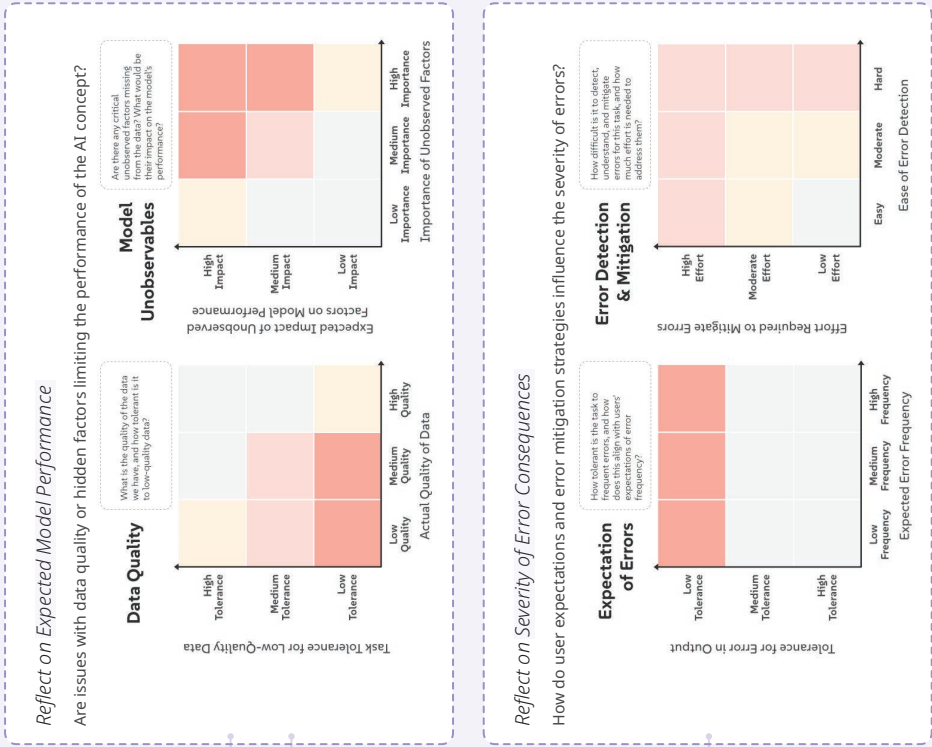 Reflect on Expected Model Performance
Are issues with data quality or hidden factors limiting the performance of the AI concept?
Data Quality
What is the quality of the data
we have, and how tolerant is it
to low-quality data?
Task Tolerance for Low-Quality Data
High
Tolerance
Medium
Tolerance
Low
Tolerance
Low
Quality
Medium
Quality
High
Quality
Actual Quality of Data
Model
Unobservables
Are there any critical
unobserved factors missing
from the data? What would be
their impact on the model's
performance?
Expected Impact of Unobserved
Factors on Model Performance
High
Impact
Medium
Impact
Low
Impact
Low
Importance
Medium
Importance
High
Importance
Importance of Unobserved Factors
Reflect on Severity of Error Consequences
How do user expectations and error mitigation strategies influence the severity of errors?
Expectation
of Errors
How tolerant is the task to
frequent errors, and how
does this align with users'
expectations of error
frequency?
Tolerance for Error in Output
Low
Tolerance
Medium
Tolerance
High
Tolerance
Low
Frequency
Medium
Frequency
High
Frequency
Expected Error Frequency
Error Detection
& Mitigation
How difficult is it to detect,
understand, and mitigate
errors for this task, and how
much effort is needed to
address them?
Effort Required to Mitigate Errors
High
Effort
Moderate
Effort
Low
Effort
Easy
Moderate
Hard
Ease of Error Detection